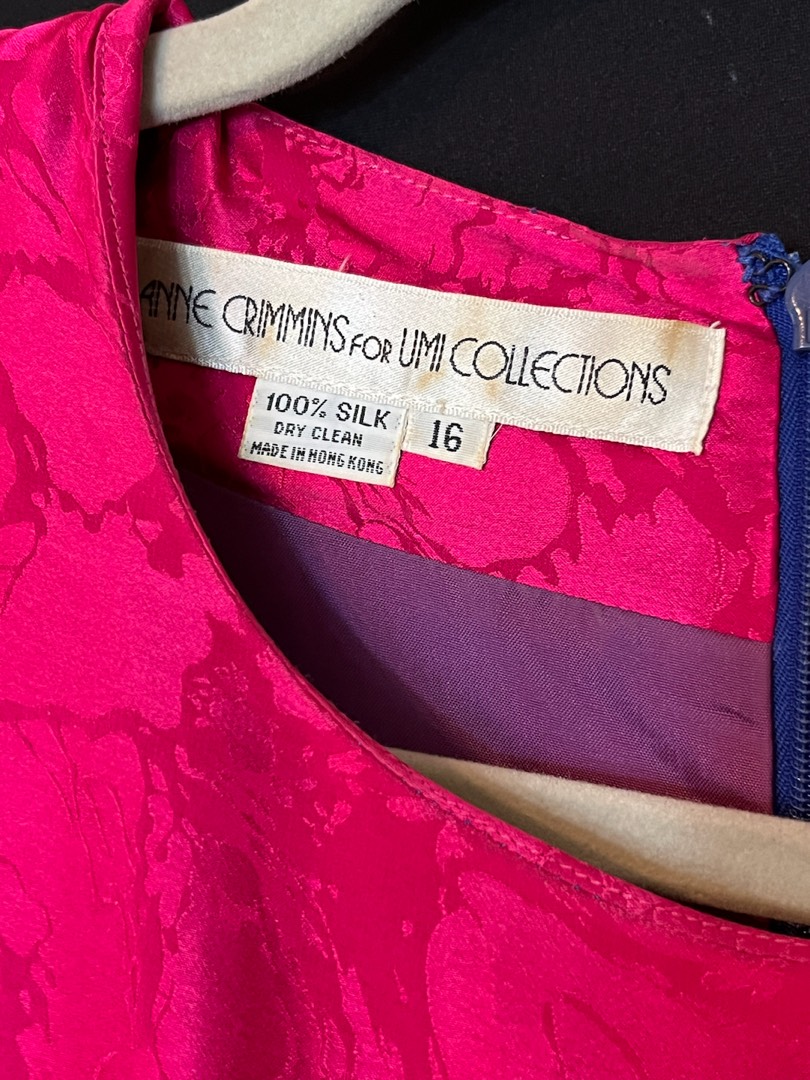 ANNE CRIMMINS FOR UMI COLLECTIONS
100% SILK
DRY CLEAN
MADE IN HONG KONG
16